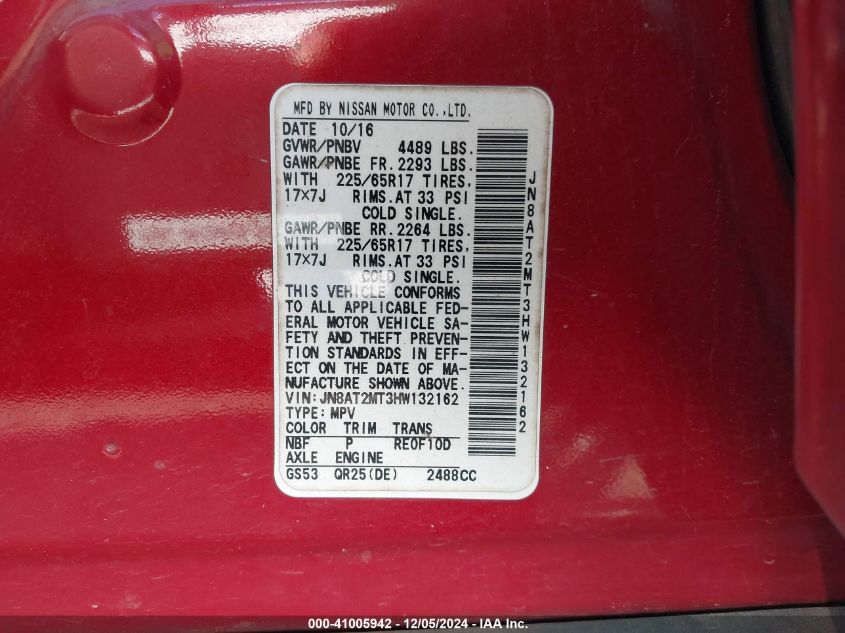 MFD BY NISSAN MOTOR CO.,LTD.
DATE 10/16
GVWR/PNBV 4489 LBS.
GAWR/PNBE FR. 2293 LBS.
WITH 225/65R17 TIRES,
17×7J RIMS.AT 33 PSI
COLD SINGLE.
GAWR/PNBE RR. 2264 LBS.
WITH 225/65R17 TIRES,
17×7J RIMS.AT 33 PSI
COLD SINGLE.
THIS VEHICLE CONFORMS
TO ALL APPLICABLE FED-
ERAL MOTOR VEHICLE SA-
FETY AND THEFT PREVEN-
TION STANDARDS IN EFF-
ECT ON THE DATE OF MA-
NUFACTURE SHOWN ABOVE.
VIN:JN8AT2MT3HW132162
TYPE:MPV
COLOR TRIM TRANS
NBF P RE0F10D
AXLE ENGINE
GS53 QR25(DE) 2488CC
JN8AT2MT3HW132162
000-41005942 - 12/05/2024 - IAA Inc.